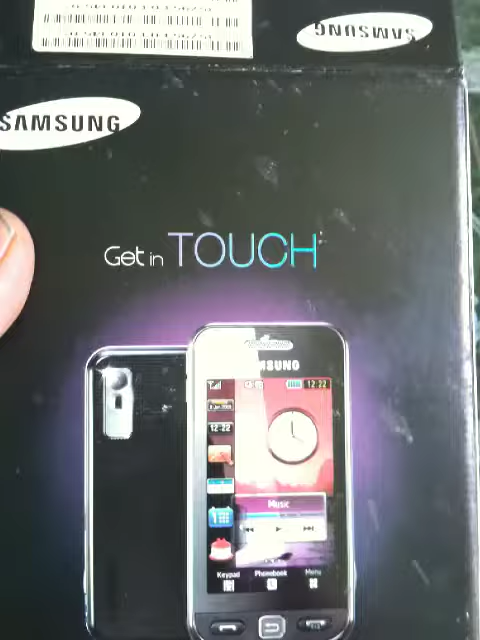 SAMSUNG
SAMSUNG
Get in TOUCH
SAMSUNG
12:22
12:22
Music
Keypad Phonebook Menu